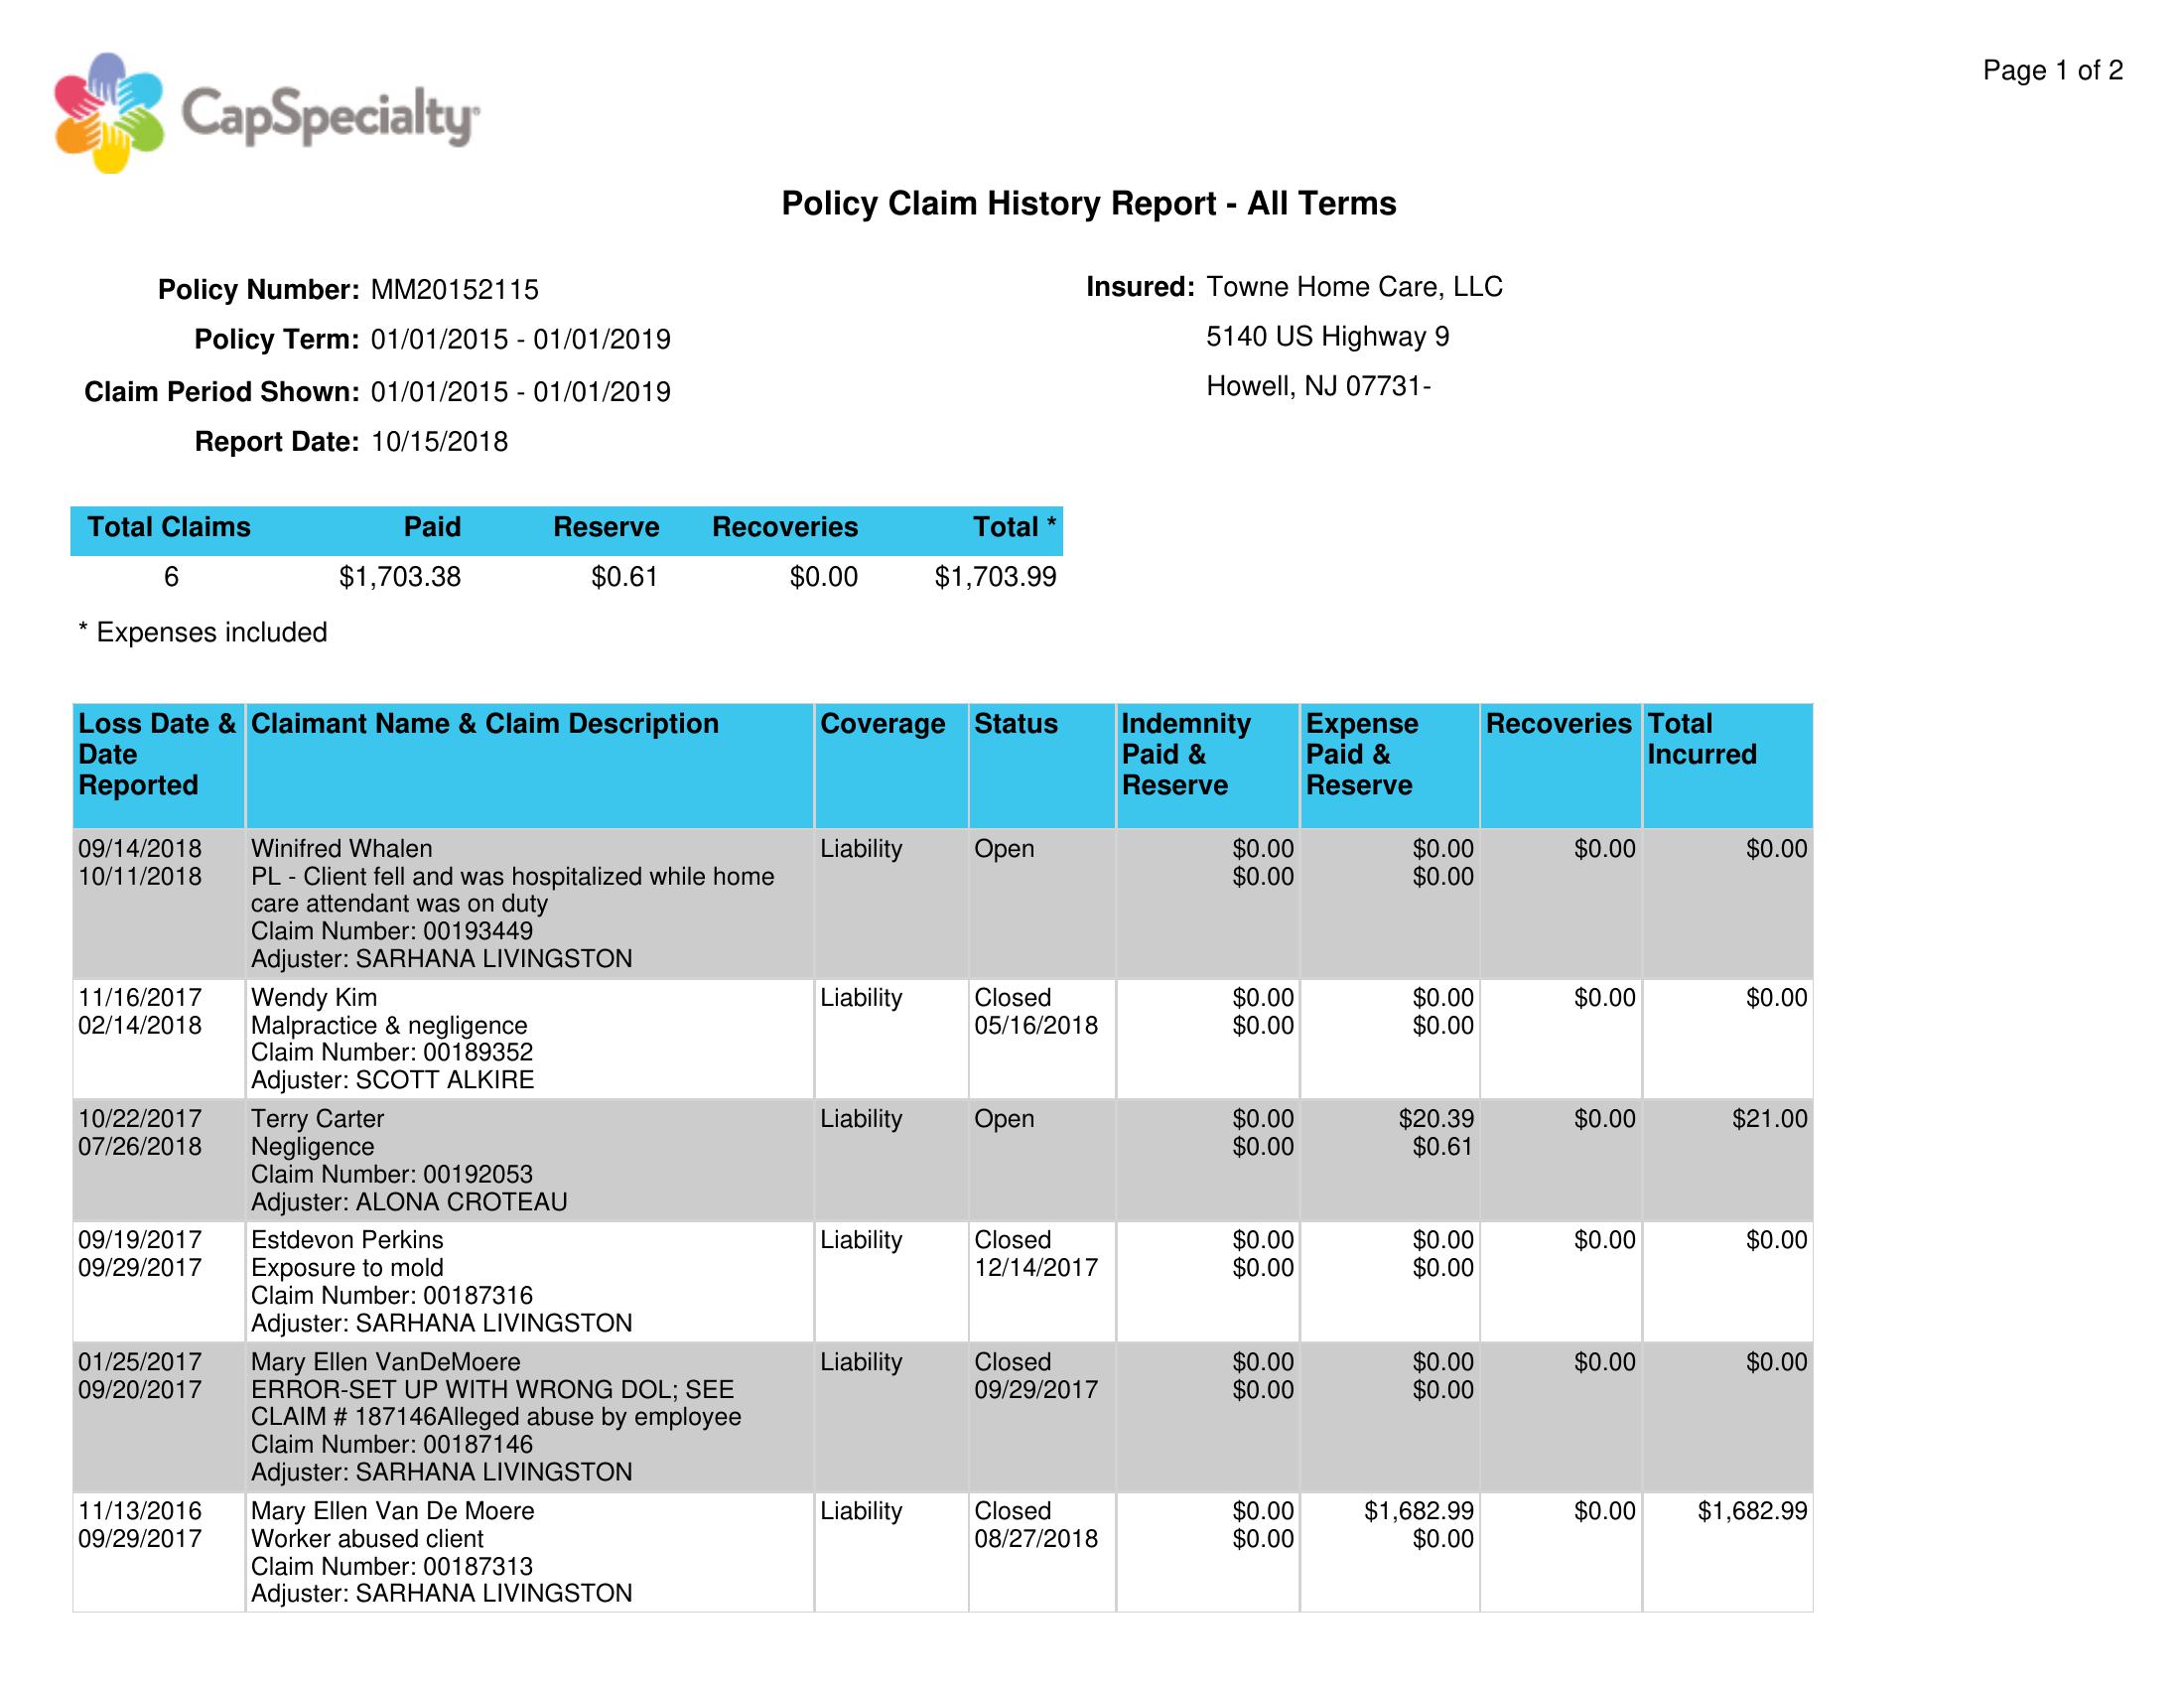 CapSpecialty®
Page 1 of 2
Policy Claim History Report - All Terms
Policy Number: MM20152115
Policy Term: 01/01/2015 - 01/01/2019
Claim Period Shown: 01/01/2015 - 01/01/2019
Report Date: 10/15/2018
Insured: Towne Home Care, LLC
5140 US Highway 9
Howell, NJ 07731-
Total Claims Paid Reserve Recoveries Total *
6 $1,703.38 $0.61 $0.00 $1,703.99
* Expenses included
Loss Date & Claimant Name & Claim Description Coverage Status Indemnity Expense Recoveries Total
Date Paid & Paid & Incurred
Reported Reserve Reserve
09/14/2018 Winifred Whalen Liability Open $0.00 $0.00 $0.00 $0.00
10/11/2018 PL - Client fell and was hospitalized while home $0.00 $0.00
care attendant was on duty
Claim Number: 00193449
Adjuster: SARHANA LIVINGSTON
11/16/2017 Wendy Kim Liability Closed $0.00 $0.00 $0.00 $0.00
02/14/2018 Malpractice & negligence 05/16/2018 $0.00 $0.00
Claim Number: 00189352
Adjuster: SCOTT ALKIRE
10/22/2017 Terry Carter Liability Open $0.00 $20.39 $0.00 $21.00
07/26/2018 Negligence $0.00 $0.61
Claim Number: 00192053
Adjuster: ALONA CROTEAU
09/19/2017 Estdevon Perkins Liability Closed $0.00 $0.00 $0.00 $0.00
09/29/2017 Exposure to mold 12/14/2017 $0.00 $0.00
Claim Number: 00187316
Adjuster: SARHANA LIVINGSTON
01/25/2017 Mary Ellen VanDeMoere Liability Closed $0.00 $0.00 $0.00 $0.00
09/20/2017 ERROR-SET UP WITH WRONG DOL; SEE 09/29/2017 $0.00 $0.00
CLAIM # 187146Alleged abuse by employee
Claim Number: 00187146
Adjuster: SARHANA LIVINGSTON
11/13/2016 Mary Ellen Van De Moere Liability Closed $0.00 $1,682.99 $0.00 $1,682.99
09/29/2017 Worker abused client 08/27/2018 $0.00 $0.00
Claim Number: 00187313
Adjuster: SARHANA LIVINGSTON